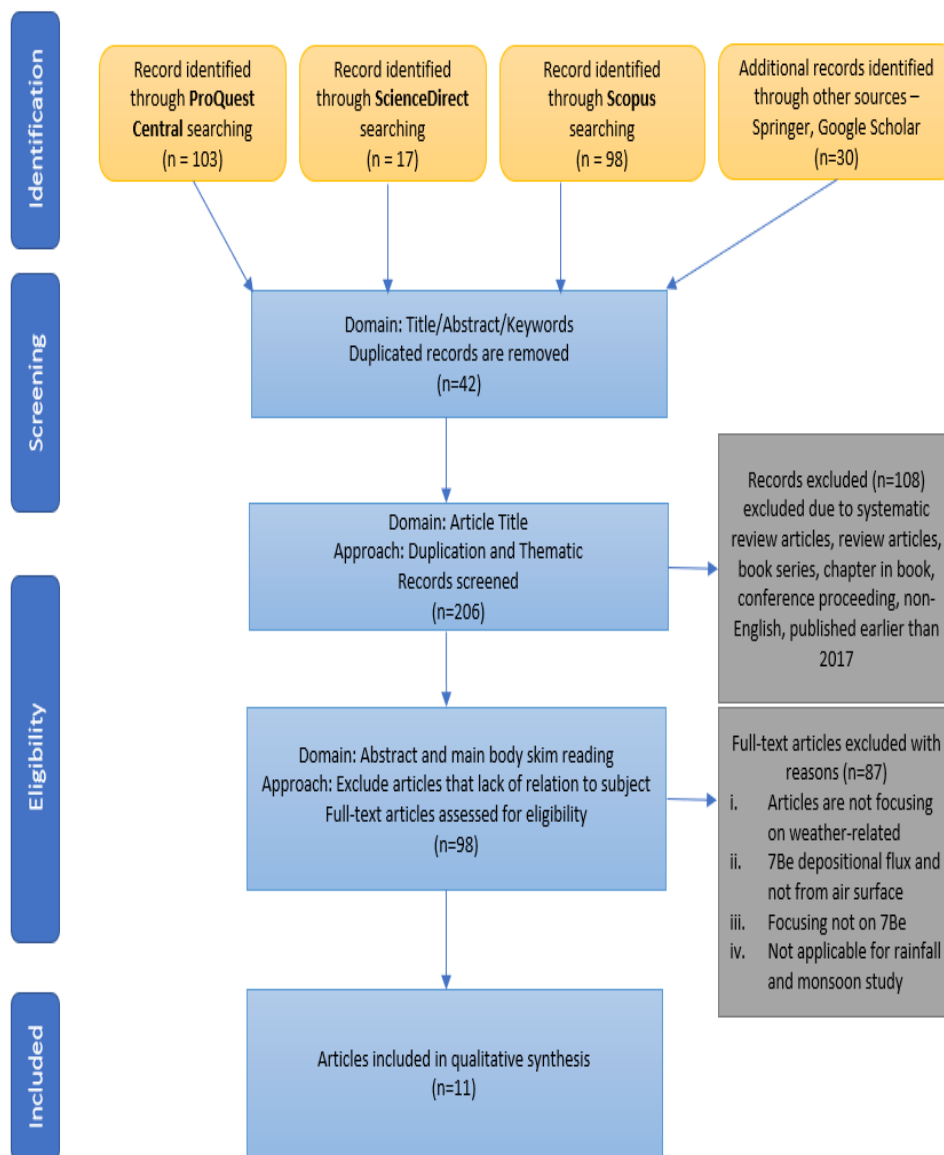 Identification
Record identified
through ProQuest
Central searching
(n = 103)
Record identified
through ScienceDirect
searching
(n = 17)
Record identified
through Scopus
searching
(n = 98)
Additional records identified
through other sources –
Springer, Google Scholar
(n=30)
Screening
Domain: Title/Abstract/Keywords
Duplicated records are removed
(n=42)
Domain: Article Title
Approach: Duplication and Thematic
Records screened
(n=206)
Records excluded (n=108)
excluded due to systematic
review articles, review articles,
book series, chapter in book,
conference proceeding, non-
English, published earlier than
2017
Eligibility
Domain: Abstract and main body skim reading
Approach: Exclude articles that lack of relation to subject
Full-text articles assessed for eligibility
(n=98)
Full-text articles excluded with
reasons (n=87)
i. Articles are not focusing
on weather-related
ii. 7Be depositional flux and
not from air surface
iii. Focusing not on 7Be
iv. Not applicable for rainfall
and monsoon study
Included
Articles included in qualitative synthesis
(n=11)